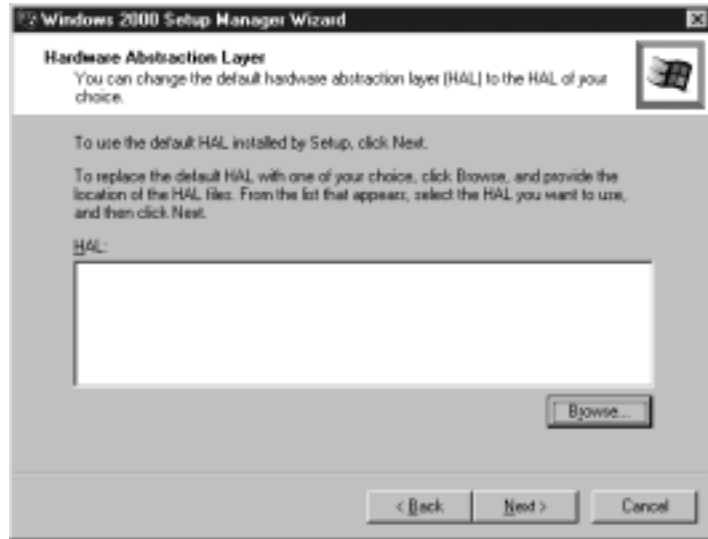 Windows 2000 Setup Manager Wizard
Hardware Abstraction Layer
You can change the default hardware abstraction layer (HAL) to the HAL of your
choice.
To use the default HAL installed by Setup, click Next.
To replace the default HAL with one of your choice, click Browse, and provide the
location of the HAL files. From the list that appears, select the HAL you want to use,
and then click Next.
HAL:
Browse...
< Back
Next >
Cancel